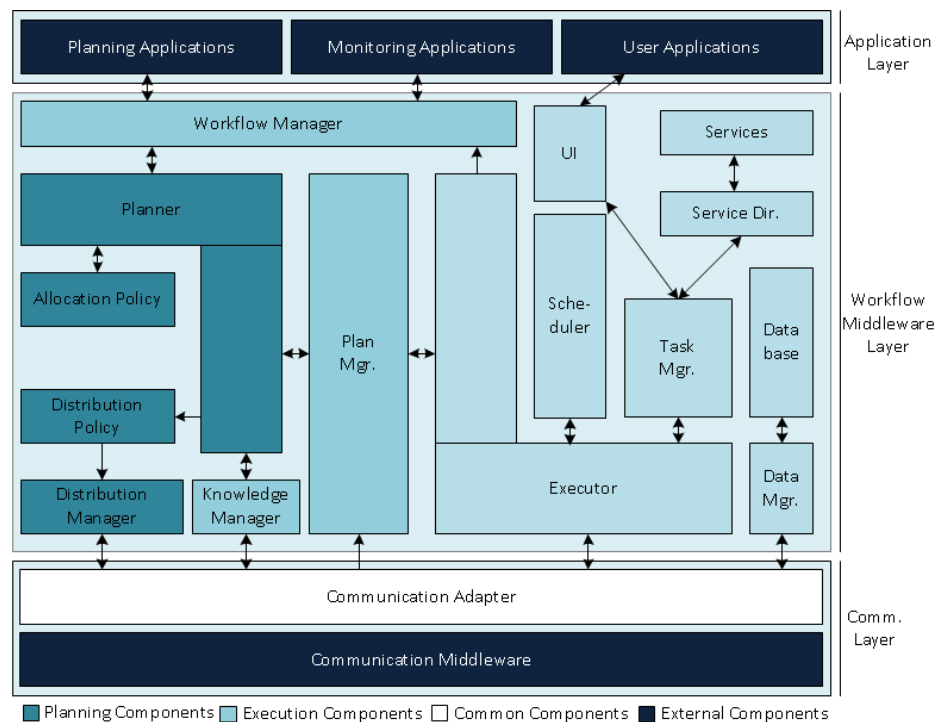 Planning Applications
Monitoring Applications
User Applications
Application
Layer
Workflow Manager
UI
Services
Planner
Service Dir.
Allocation Policy
Sche-
duler
Plan
Mgr.
Task
Mgr.
Data
base
Workflow
Middleware
Layer
Distribution
Policy
Distribution
Manager
Knowledge
Manager
Executor
Data
Mgr.
Communication Adapter
Communication Middleware
Comm.
Layer
Planning Components
Execution Components
Common Components
External Components